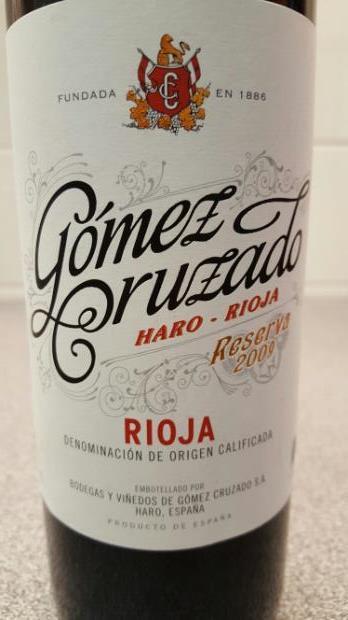 FUNDADA EN 1886
Gómez
Cruzado
HARO - RIOJA
Reserva
2009
RIOJA
DENOMINACIÓN DE ORIGEN CALIFICADA
EMBOTELLADO POR
BODEGAS Y VIÑEDOS DE GÓMEZ CRUZADO S.A.
HARO, ESPAÑA
PRODUCTO DE ESPAÑA